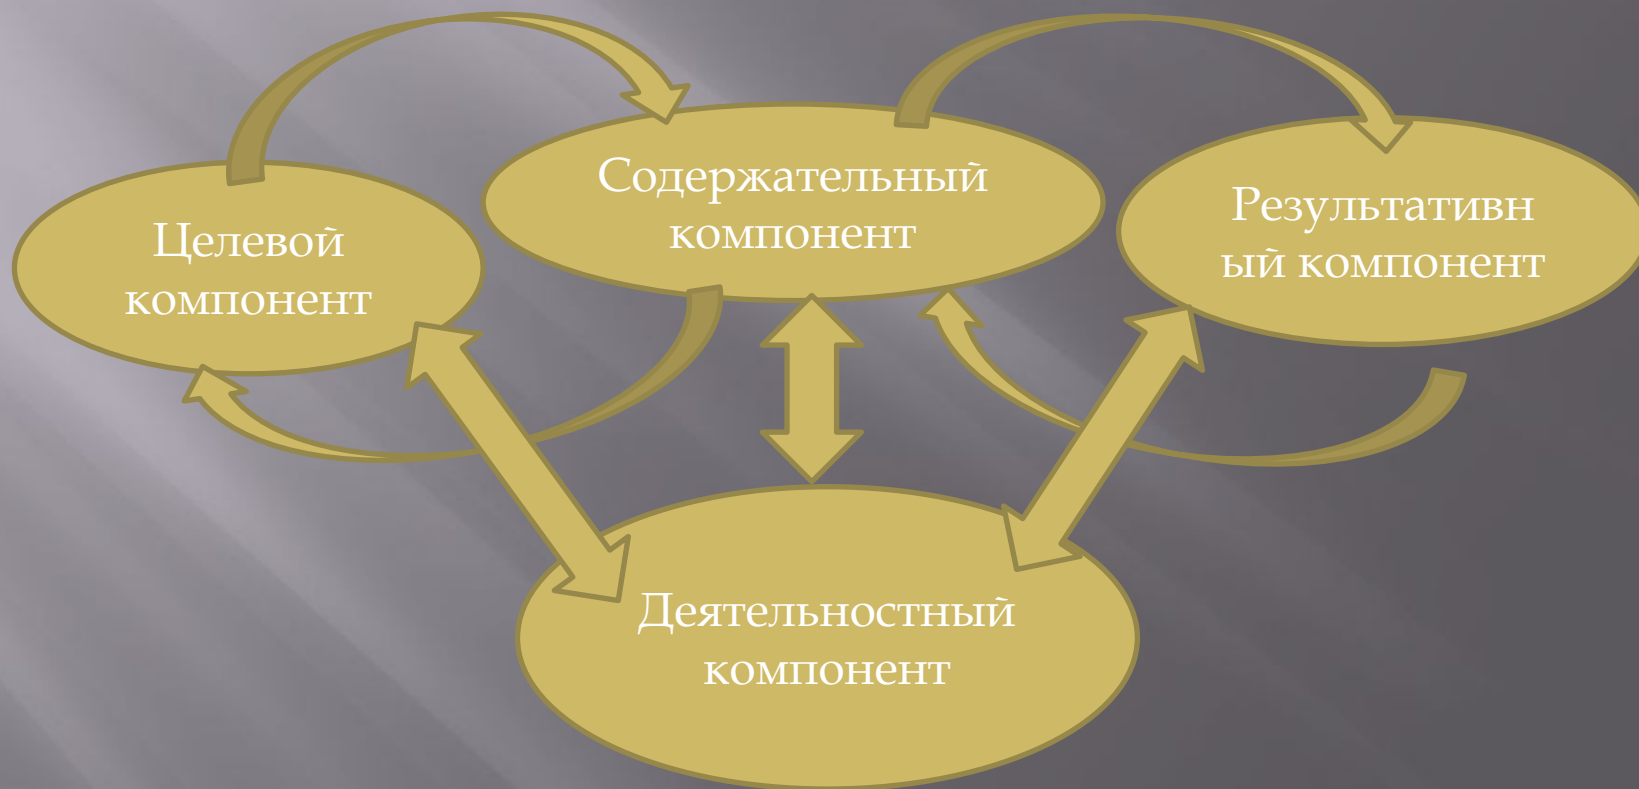 Целевой
компонент
Содержательный
компонент
Результативн
ый компонент
Деятельностный
компонент